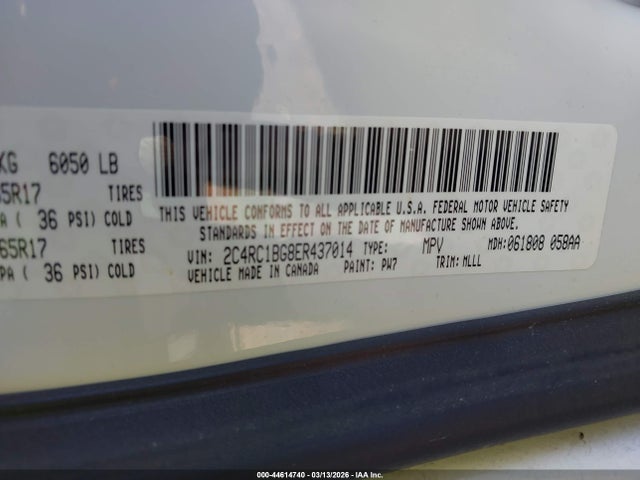 KG 6050 LB
65R17 TIRES
PA ( 36 PSI) COLD
65R17 TIRES
PA ( 36 PSI) COLD
THIS VEHICLE CONFORMS TO ALL APPLICABLE U.S.A. FEDERAL MOTOR VEHICLE SAFETY
STANDARDS IN EFFECT ON THE DATE OF MANUFACTURE SHOWN ABOVE.
VIN: 2C4RC1BG8ER437014 TYPE: MPV MDH:061808 058AA
VEHICLE MADE IN CANADA PAINT: PW7 TRIM: MLLL
000-44614740 | 03/13/2026 | IAA Inc.